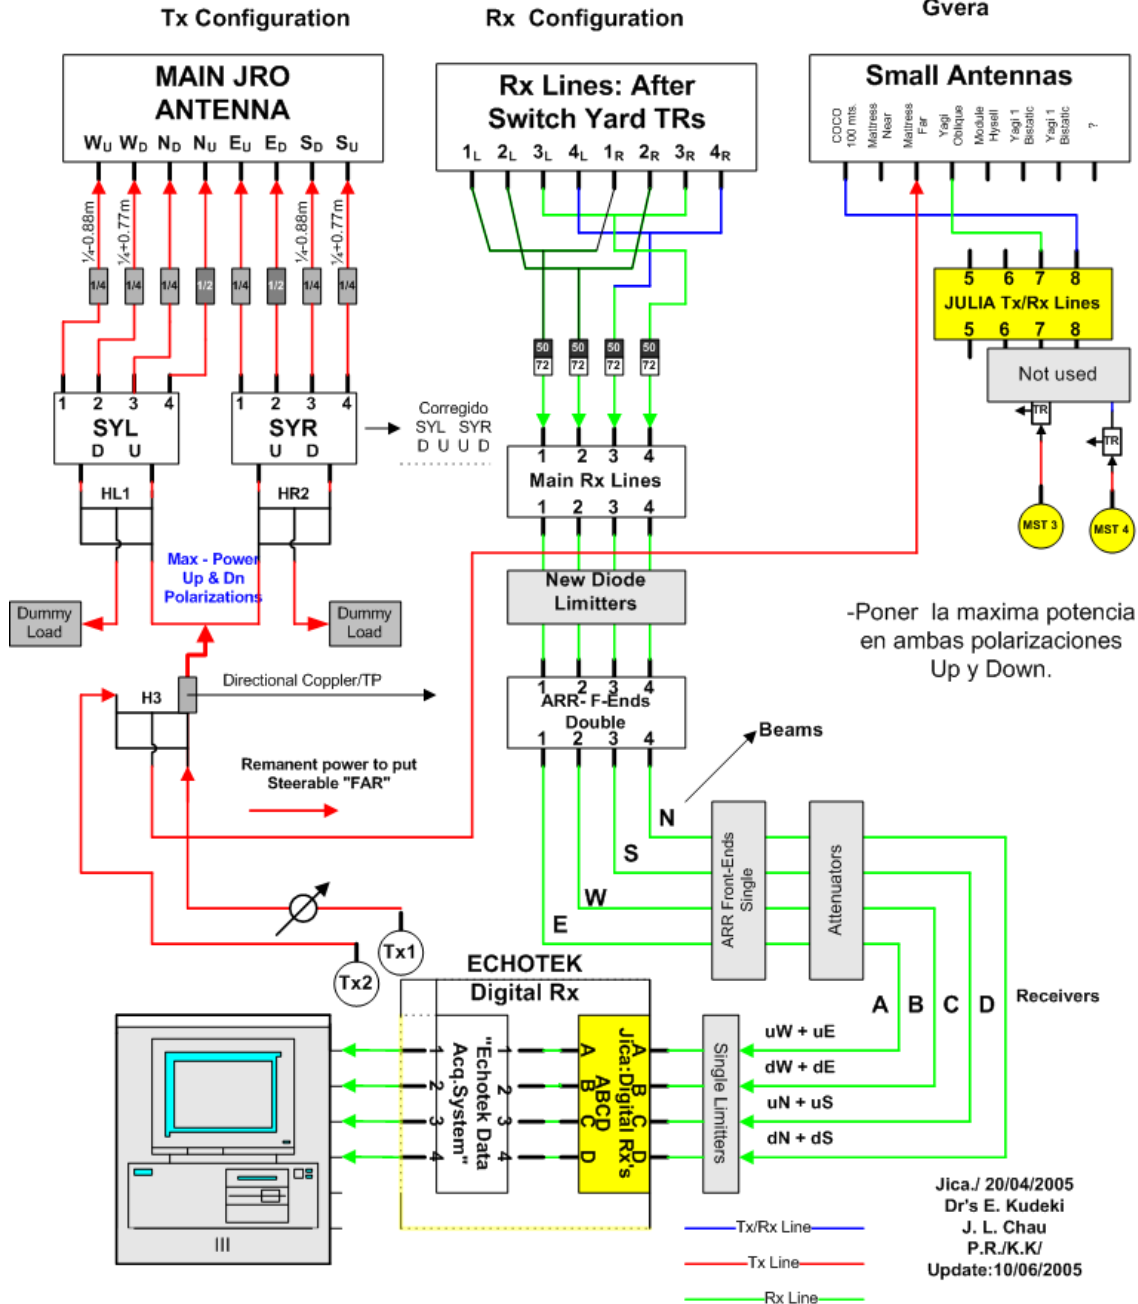 Tx Configuration
Rx Configuration
Gvera
MAIN JRO
ANTENNA
WU WD ND NU EU ED SD SU
Rx Lines: After
Switch Yard TRs
1L 2L 3L 4L 1R 2R 3R 4R
Small Antennas
COCO
100 mts.
Mattress
Near
Mattress
Far
Yagi
Oblique
Module
Hysell
Yagi 1
Bistatic
Yagi 1
Bistatic
?
¼-0.88m
¼+0.77m
¼-0.88m
¼+0.77m
1/4 1/4 1/4 1/2 1/4 1/2 1/4 1/4
5 6 7 8
JULIA Tx/Rx Lines
5 6 7 8
Not used
TR
TR
MST 3
MST 4
50 50 50 50
72 72 72 72
1 2 3 4
SYL
D U
1 2 3 4
SYR
U D
Corregido
SYL SYR
D U U D
1 2 3 4
Main Rx Lines
1 2 3 4
HL1
HR2
Max - Power
Up & Dn
Polarizations
Dummy
Load
Dummy
Load
New Diode
Limitters
-Poner la maxima potencia
en ambas polarizaciones
Up y Down.
H3
Directional Coppler/TP
1 2 3 4
ARR- F-Ends
Double
1 2 3 4
Beams
Remanent power to put
Steerable "FAR"
N
S
W
E
ARR Front-Ends
Single
Attenuators
Tx1
Tx2
ECHOTEK
Digital Rx
A B C D
Receivers
uW + uE
dW + dE
uN + uS
dN + dS
Single Limitters
1 2 3 4
"Echotek Data
Acq.System"
1 2 3 4
A B C D
Jica:Digital Rx's
ABCD
A B C D
Jica./ 20/04/2005
Dr's E. Kudeki
J. L. Chau
P.R./K.K/
Update:10/06/2005
Tx/Rx Line
Tx Line
Rx Line